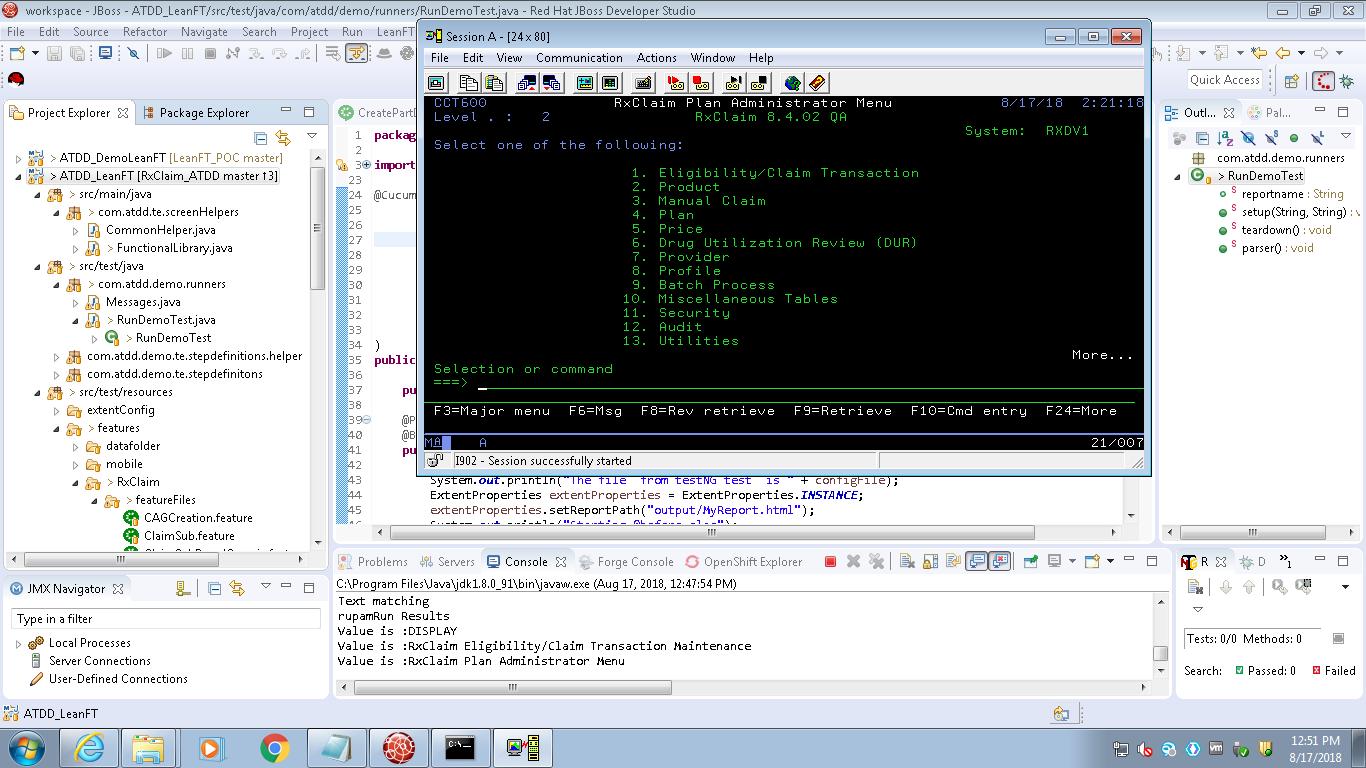 workspace - JBoss - ATDD_LeanFT/src/test/java/com/atdd/demo/runners/RunDemoTest.java - Red Hat JBoss Developer Studio
File Edit Source Refactor Navigate Search Project Run LeanFT
Quick Access
Project Explorer
Package Explorer
> ATDD_DemoLeanFT [LeanFT_POC master]
> ATDD_LeanFT [RxClaim_ATDD master ↑3]
> src/main/java
> com.atdd.te.screenHelpers
CommonHelper.java
> FunctionalLibrary.java
> src/test/java
> com.atdd.demo.runners
Messages.java
> RunDemoTest.java
> RunDemoTest
com.atdd.demo.te.stepdefinitions.helper
com.atdd.demo.te.stepdefinitons
> src/test/resources
extentConfig
> features
datafolder
mobile
> RxClaim
> featureFiles
CAGCreation.feature
ClaimSub.feature
JMX Navigator
Type in a filter
Local Processes
Server Connections
User-Defined Connections
1 packag
2
3 import
23
24 @Cucum
25
26
27
28
29
30
31
32
33
34 )
35 public
36
37 pu
38
39 @P
40 @B
41 pu
43 System.out.println("The file from testNG test is " + configFile);
44 ExtentProperties extentProperties = ExtentProperties.INSTANCE;
45 extentProperties.setReportPath("output/MyReport.html");
46
Session A - [24 x 80]
File Edit View Communication Actions Window Help
CCT600 RxClaim Plan Administrator Menu 8/17/18 2:21:18
Level . : 2 RxClaim 8.4.02 QA
System: RXDV1
Select one of the following:
1. Eligibility/Claim Transaction
2. Product
3. Manual Claim
4. Plan
5. Price
6. Drug Utilization Review (DUR)
7. Provider
8. Profile
9. Batch Process
10. Miscellaneous Tables
11. Security
12. Audit
13. Utilities
More...
Selection or command
===>
F3=Major menu F6=Msg F8=Rev retrieve F9=Retrieve F10=Cmd entry F24=More
MA A 21/007
I902 - Session successfully started
Outl...
Pal...
com.atdd.demo.runners
> RunDemoTest
reportname : String
setup(String, String) : v
teardown() : void
parser() : void
Problems Servers Console Forge Console OpenShift Explorer
C:\Program Files\Java\jdk1.8.0_91\bin\javaw.exe (Aug 17, 2018, 12:47:54 PM)
Text matching
rupamRun Results
Value is :DISPLAY
Value is :RxClaim Eligibility/Claim Transaction Maintenance
Value is :RxClaim Plan Administrator Menu
R
D
»1
Tests: 0/0 Methods: 0
Search: Passed: 0 Failed
ATDD_LeanFT
12:51 PM
8/17/2018